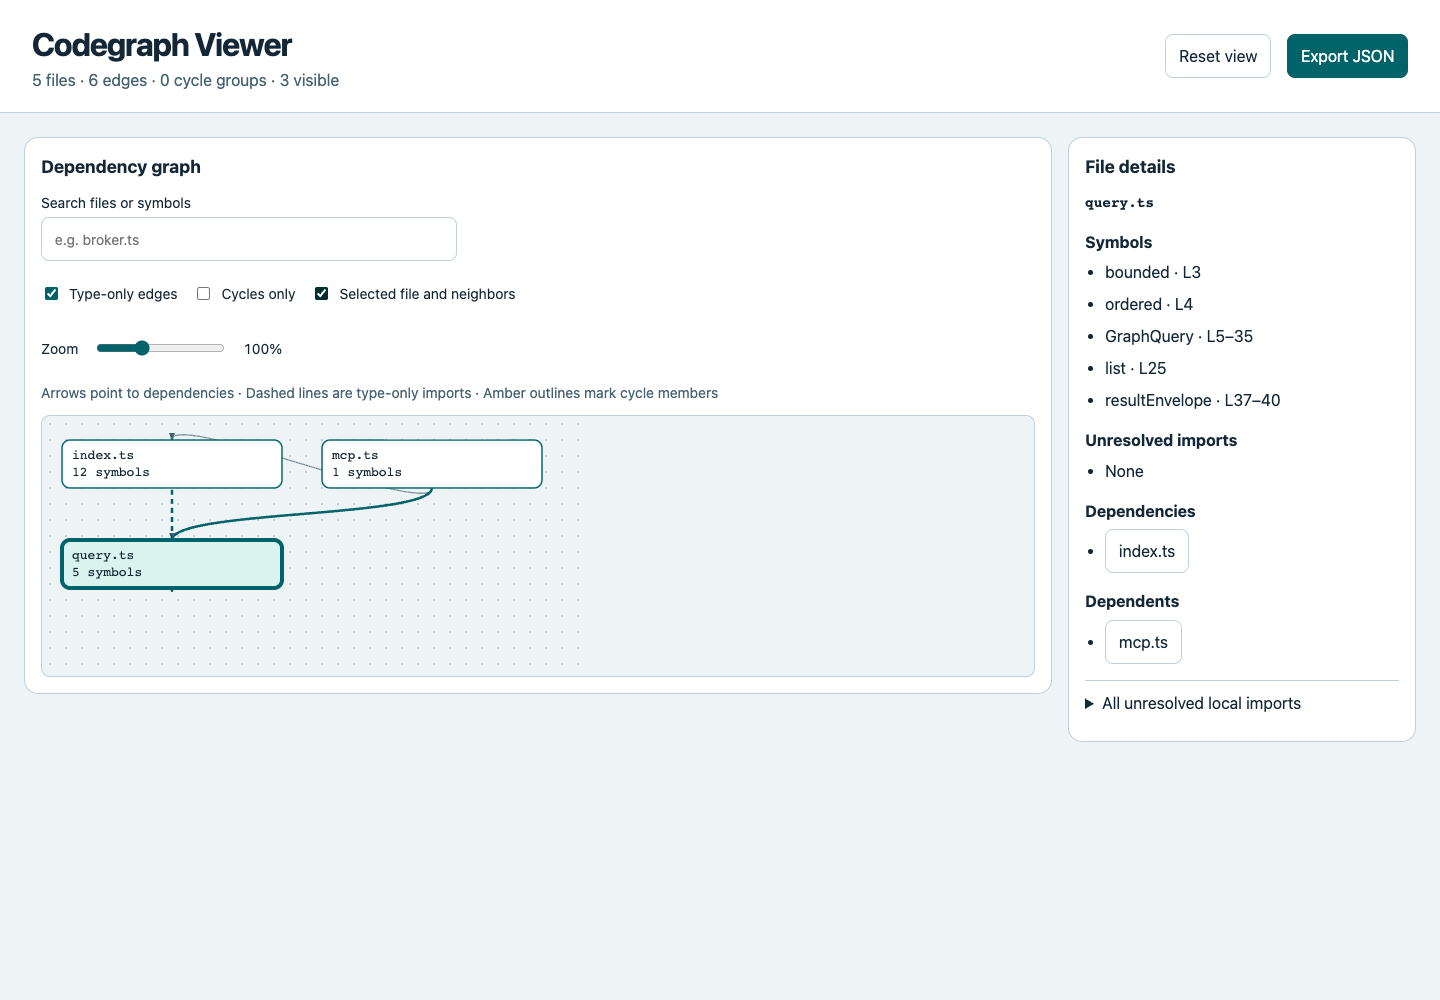 Codegraph Viewer
5 files · 6 edges · 0 cycle groups · 3 visible
Reset view
Export JSON
Dependency graph
Search files or symbols
e.g. broker.ts
Type-only edges
Cycles only
Selected file and neighbors
Zoom
100%
Arrows point to dependencies · Dashed lines are type-only imports · Amber outlines mark cycle members
index.ts
12 symbols
mcp.ts
1 symbols
query.ts
5 symbols
File details
query.ts
Symbols
bounded · L3
ordered · L4
GraphQuery · L5–35
list · L25
resultEnvelope · L37–40
Unresolved imports
None
Dependencies
index.ts
Dependents
mcp.ts
All unresolved local imports